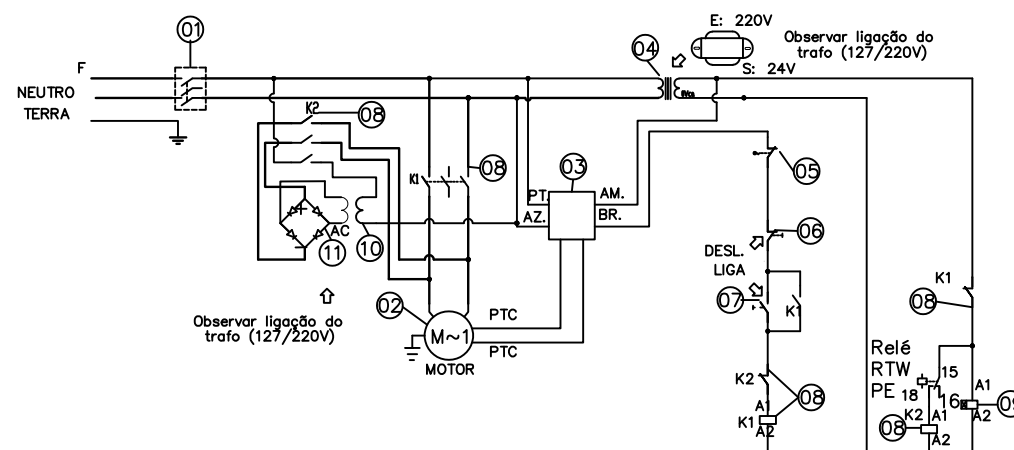 01
E: 220V
Observar ligação do
trafo (127/220V)
04
F
S: 24V
NEUTRO
TERRA
K2
08
K1
08
03
05
PT.
AM.
AZ.
BR.
AC
11
10
06
DESL.
LIGA
K1
08
02
07
K1
Observar ligação do
trafo (127/220V)
PTC
M~1
PTC
MOTOR
Relé
RTW
PE
15
18
16
K2
08
A1
K1
A2
A1
A2
09
K2
08
A1
A2